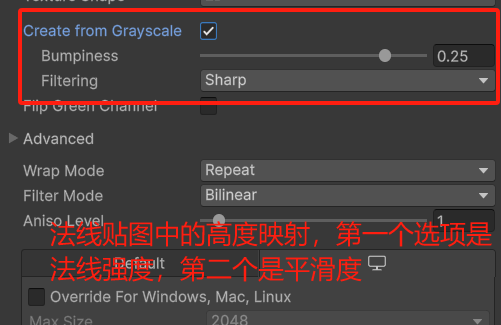 Create from Grayscale
Bumpiness 0.25
Filtering Sharp
Flip Green Channel
Advanced
Wrap Mode Repeat
Filter Mode Bilinear
Aniso Level 1
法线贴图中的高度映射，第一个选项是
法线强度，第二个是平滑度
Default
Override For Windows, Mac, Linux
Max Size 2048